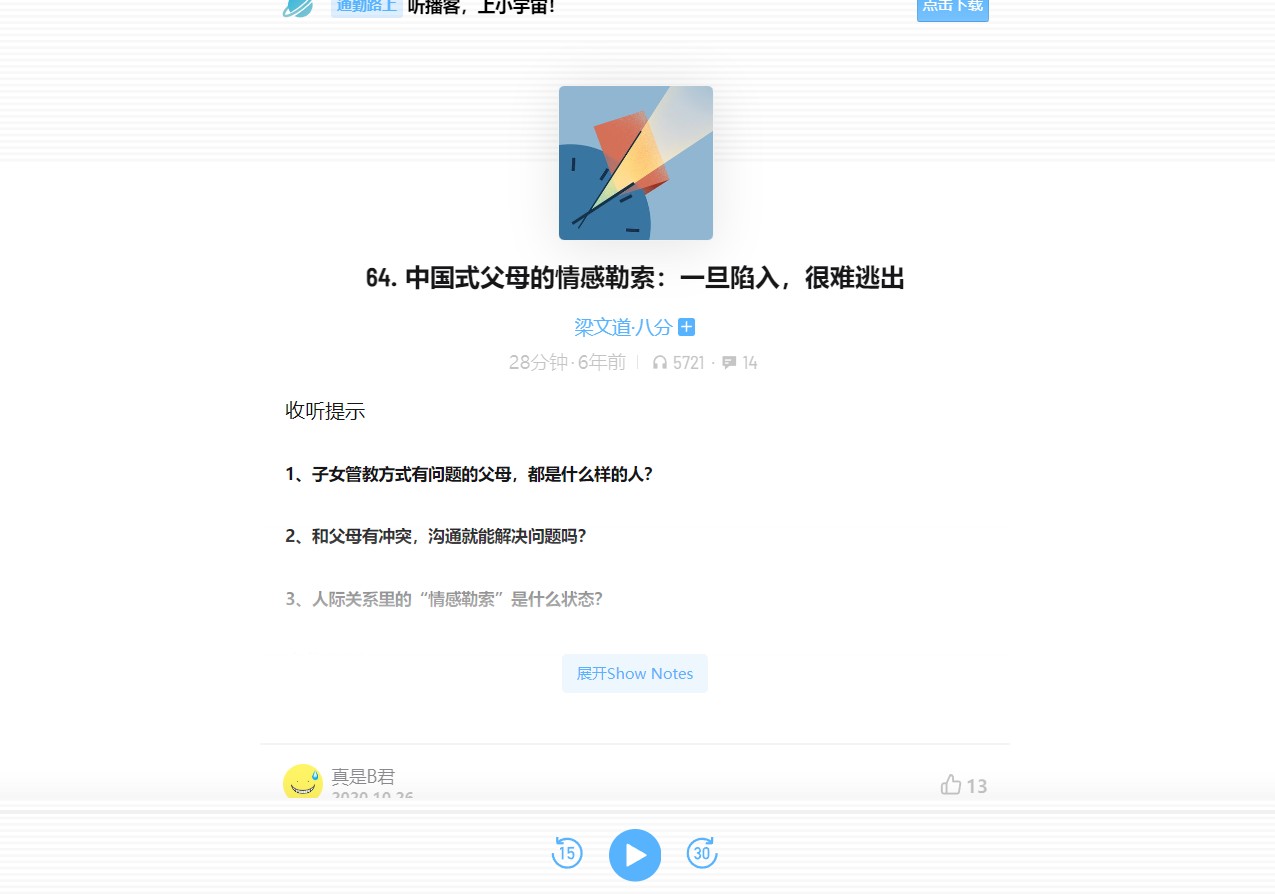 通勤路上 听播客，上小宇宙！
点击下载
64. 中国式父母的情感勒索：一旦陷入，很难逃出
梁文道·八分
28分钟·6年前 5721 · 14
收听提示
1、子女管教方式有问题的父母，都是什么样的人？
2、和父母有冲突，沟通就能解决问题吗？
3、人际关系里的“情感勒索”是什么状态？
展开Show Notes
真是B君
13
2020.10.26
15 30